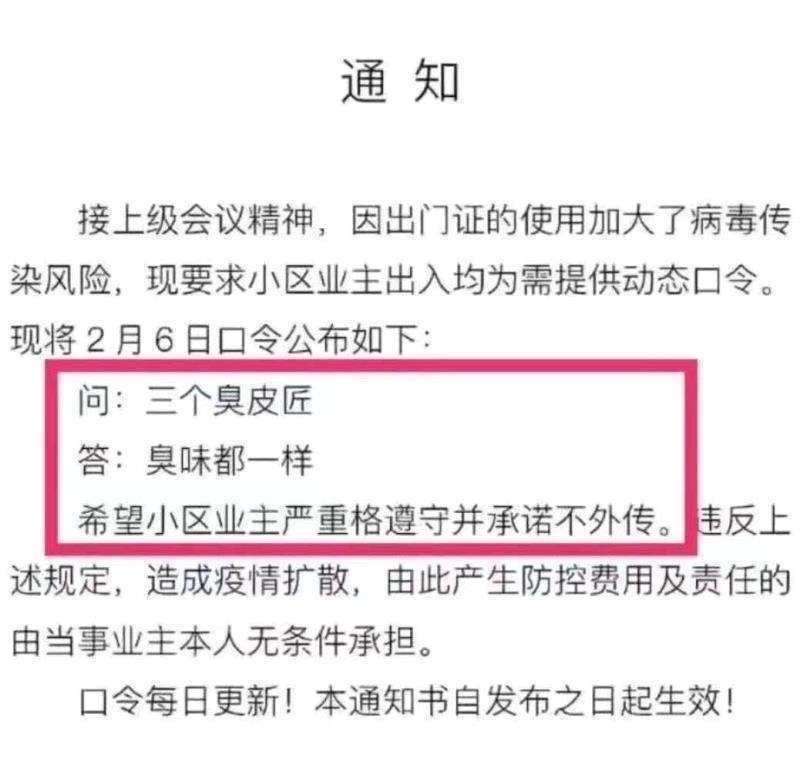 通 知
接上级会议精神，因出门证的使用加大了病毒传
染风险，现要求小区业主出入均为需提供动态口令。
现将2月6日口令公布如下：
问：三个臭皮匠
答：臭味都一样
希望小区业主严重格遵守并承诺不外传。违反上
述规定，造成疫情扩散，由此产生防控费用及责任的
由当事业主本人无条件承担。
口令每日更新！本通知书自发布之日起生效！